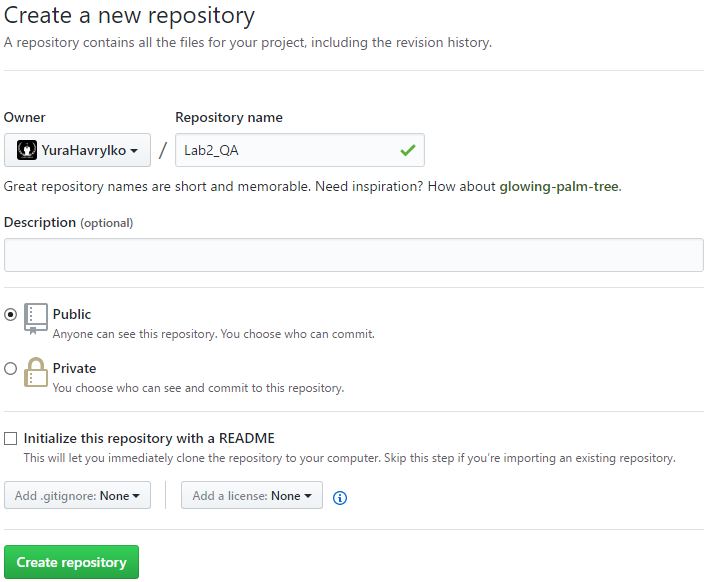 Create a new repository
A repository contains all the files for your project, including the revision history.
Owner Repository name
YuraHavrylko / Lab2_QA
Great repository names are short and memorable. Need inspiration? How about glowing-palm-tree.
Description (optional)
Public
Anyone can see this repository. You choose who can commit.
Private
You choose who can see and commit to this repository.
Initialize this repository with a README
This will let you immediately clone the repository to your computer. Skip this step if you're importing an existing repository.
Add .gitignore: None Add a license: None
Create repository